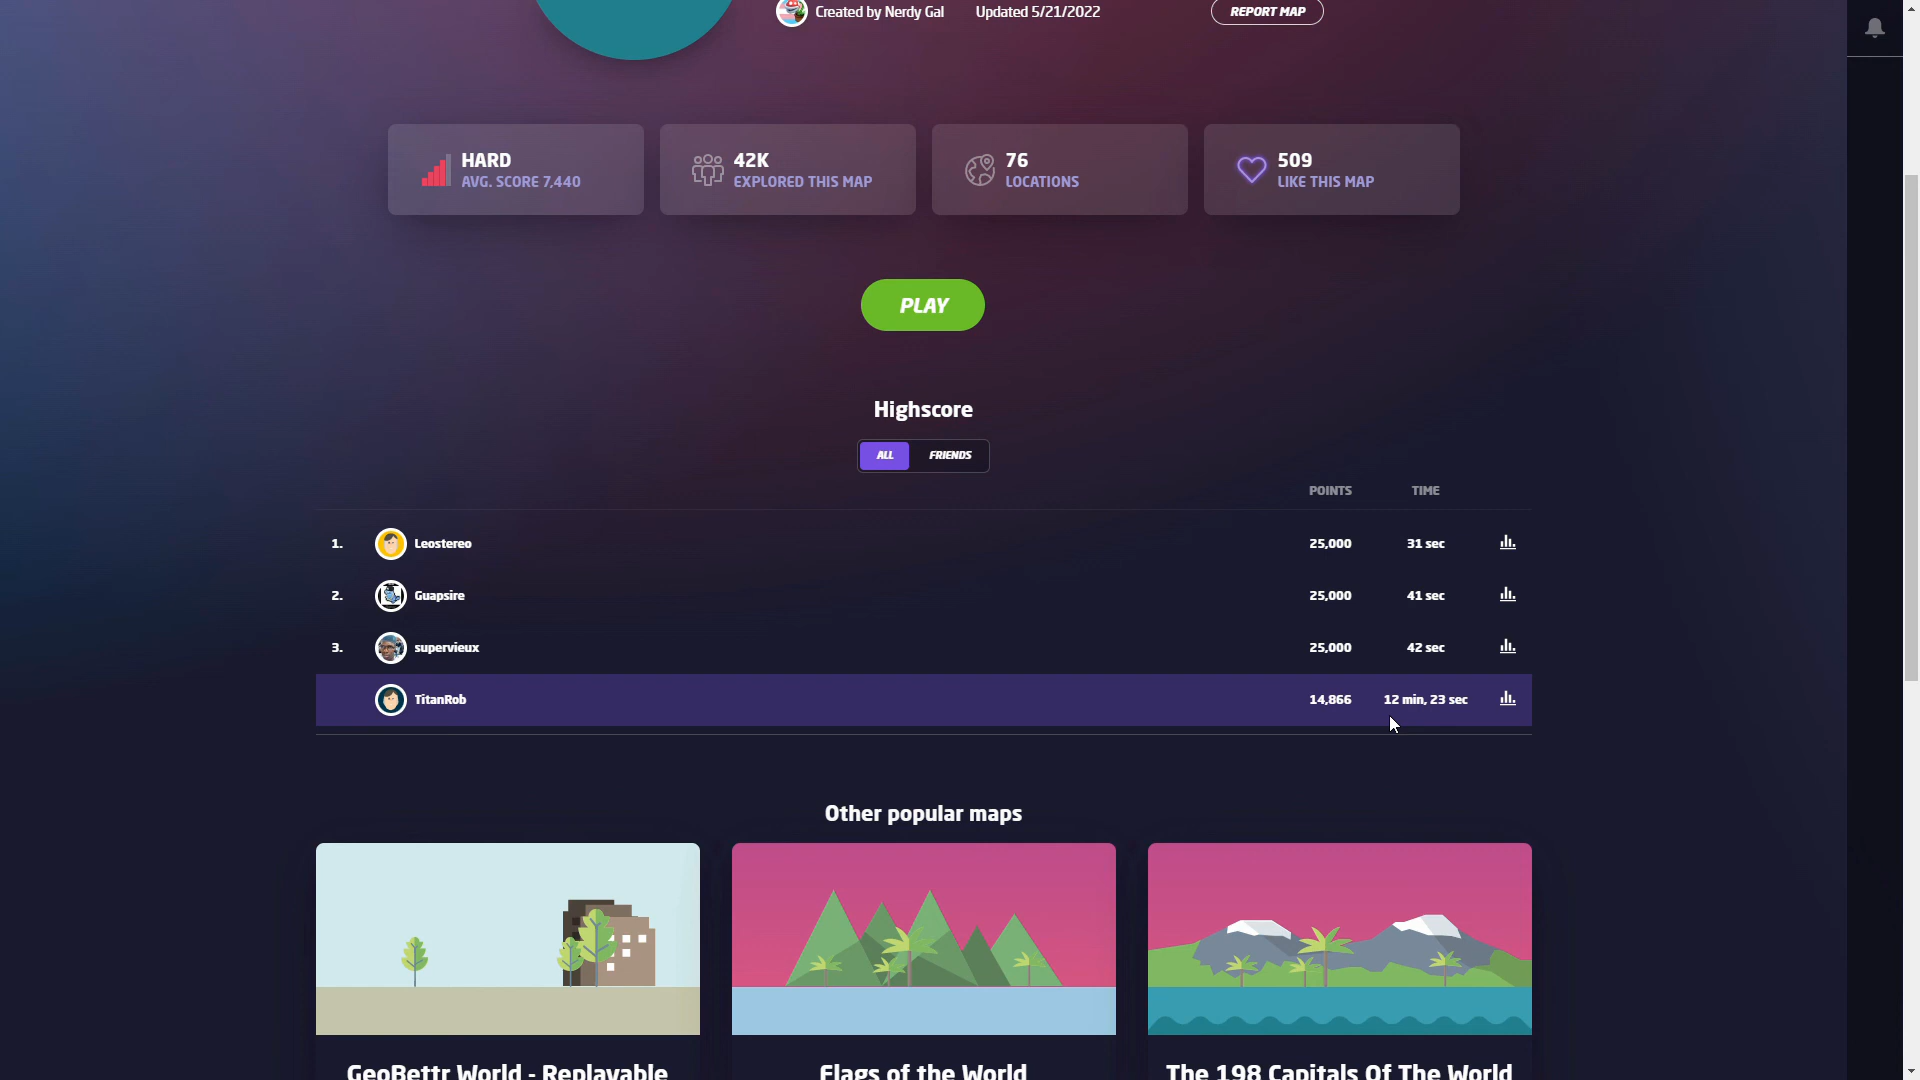 Created by Nerdy Gal Updated 5/21/2022 REPORT MAP
HARD
AVG. SCORE 7,440
42K
EXPLORED THIS MAP
76
LOCATIONS
509
LIKE THIS MAP
PLAY
Highscore
ALL FRIENDS
POINTS TIME
1. Leostereo 25,000 31 sec
2. Guapsire 25,000 41 sec
3. supervieux 25,000 42 sec
TitanRob 14,866 12 min, 23 sec
Other popular maps
GeoBettr World - Replayable
Flags of the World
The 198 Capitals Of The World